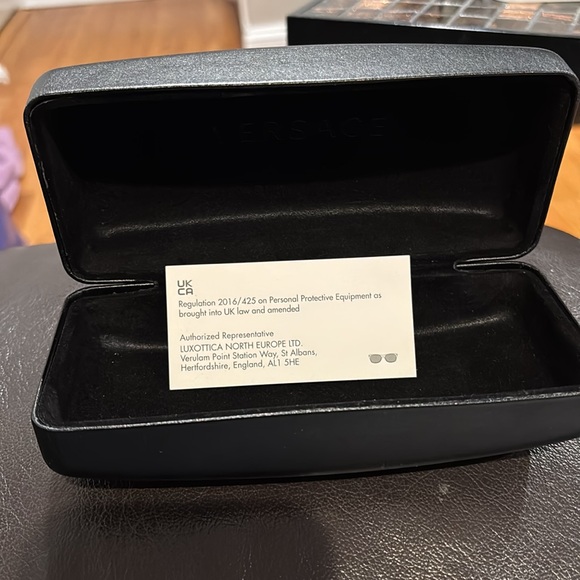 VERSACE
UK
CA
Regulation 2016/425 on Personal Protective Equipment as
brought into UK law and amended
Authorized Representative
LUXOTTICA NORTH EUROPE LTD.
Verulam Point Station Way, St Albans,
Hertfordshire, England, AL1 5HE